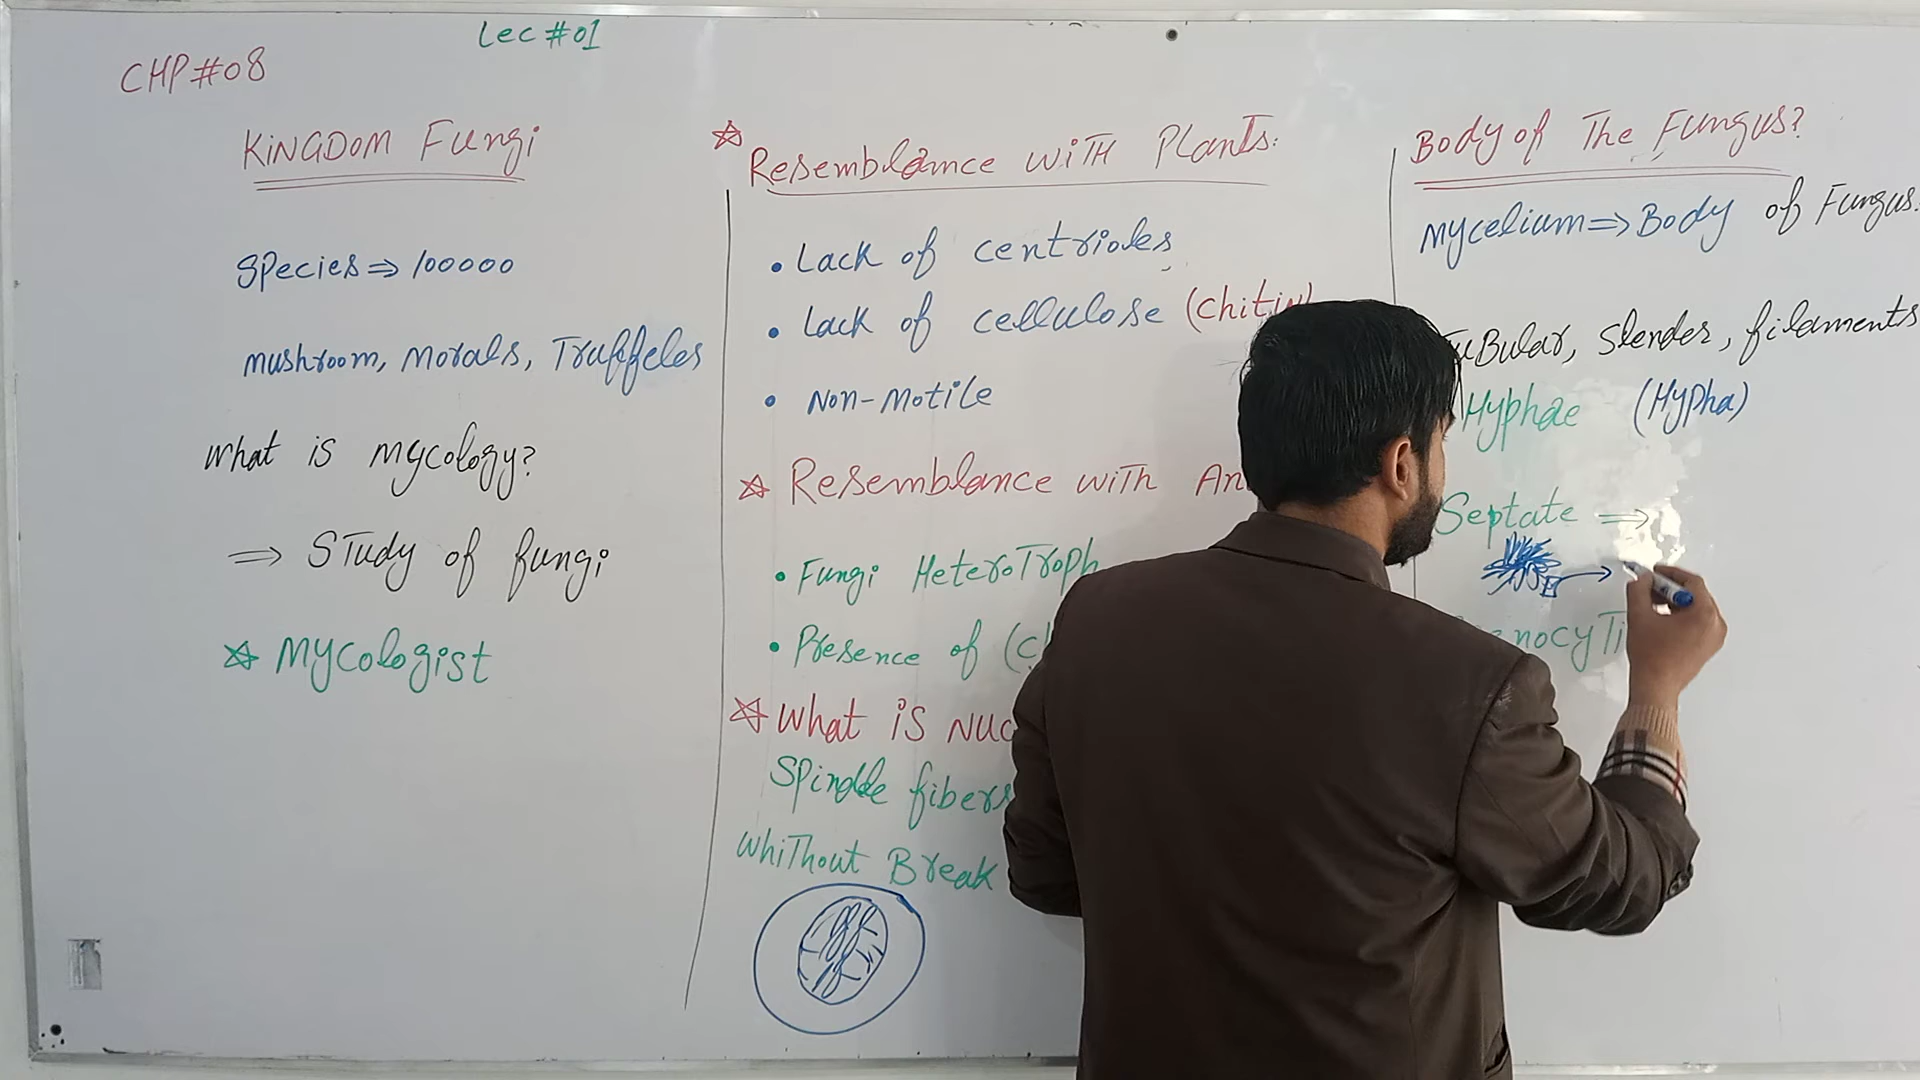 Lec #01
CHP#08
KINGDOM Fungi
Species ⇒ 100000
mushroom, Morals, Truffeles
What is mycology?
⇒ Study of fungi
☆ Mycologist
☆ Resemblance with Plants:
• Lack of centrioles
• Lack of cellulose (chitin)
• Non-Motile
☆ Resemblance with An
• Fungi HeteroTroph
• Presence of (c
☆ What is Nuc
Spindle fibers
Whithout Break
Body of The Fungus?
Mycelium ⇒ Body of Fungus.
Tubular, Slender, filaments
Hyphae (Hypha)
Septate ⇒
nocyTi